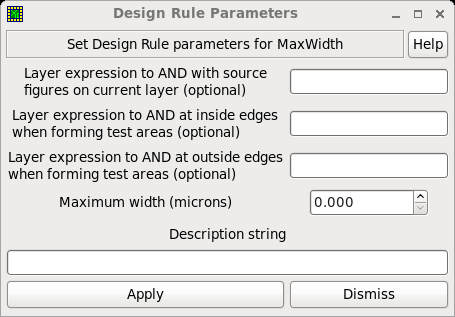 Design Rule Parameters
Set Design Rule parameters for MaxWidth
Help
Layer expression to AND with source
figures on current layer (optional)
Layer expression to AND at inside edges
when forming test areas (optional)
Layer expression to AND at outside edges
when forming test areas (optional)
Maximum width (microns)
0.000
Description string
Apply
Dismiss